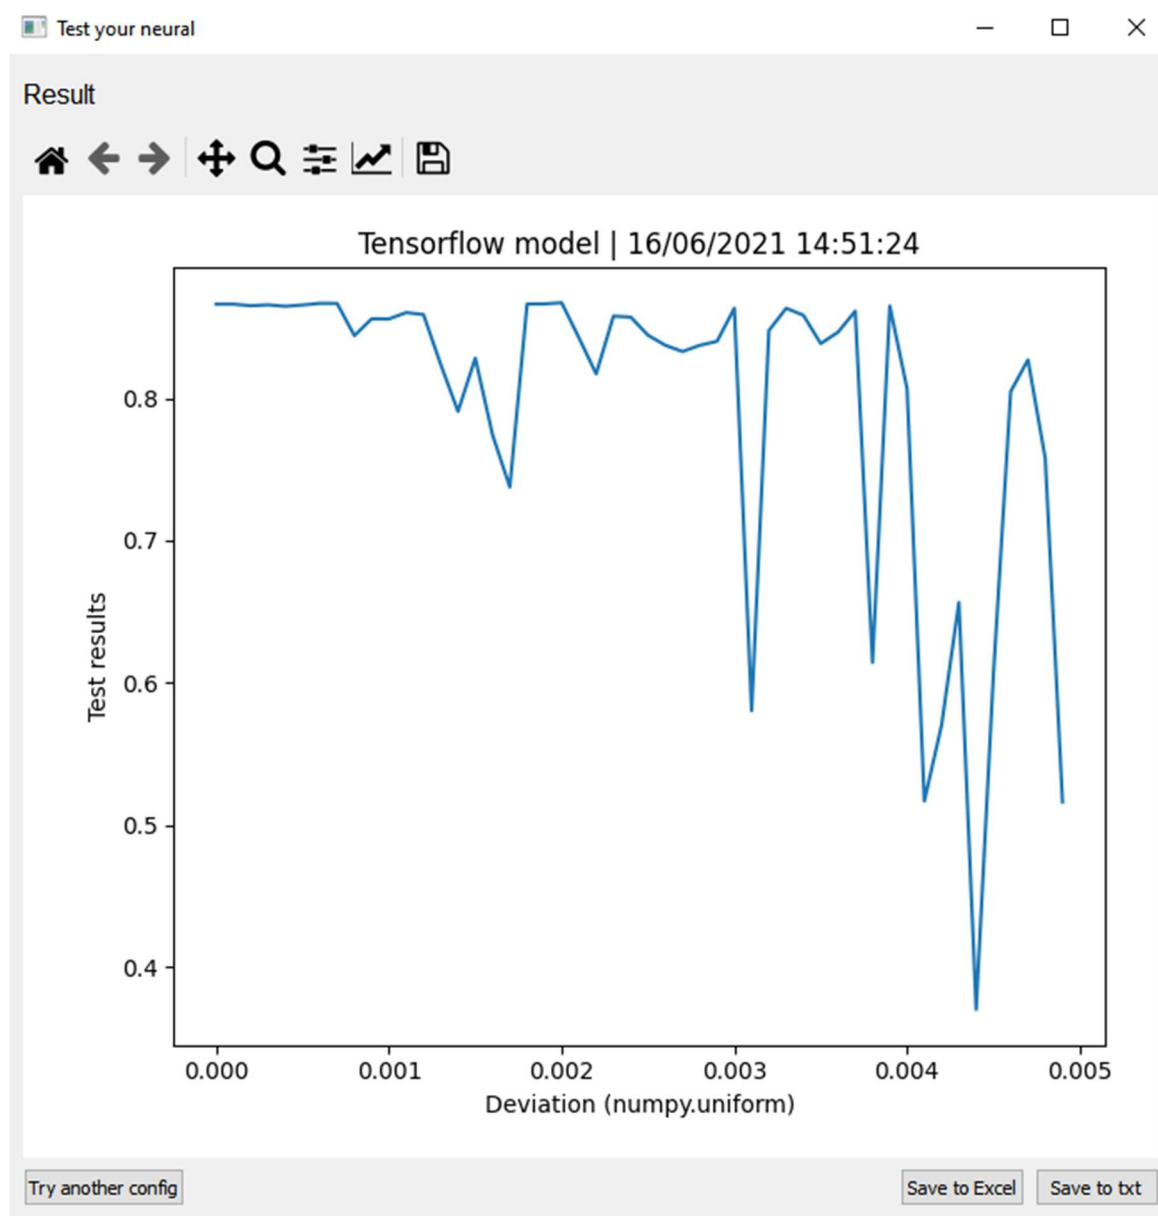 Test your neural
Result
Tensorflow model | 16/06/2021 14:51:24
0.8
0.7
0.6
0.5
0.4
Test results
0.000 0.001 0.002 0.003 0.004 0.005
Deviation (numpy.uniform)
Try another config Save to Excel Save to txt